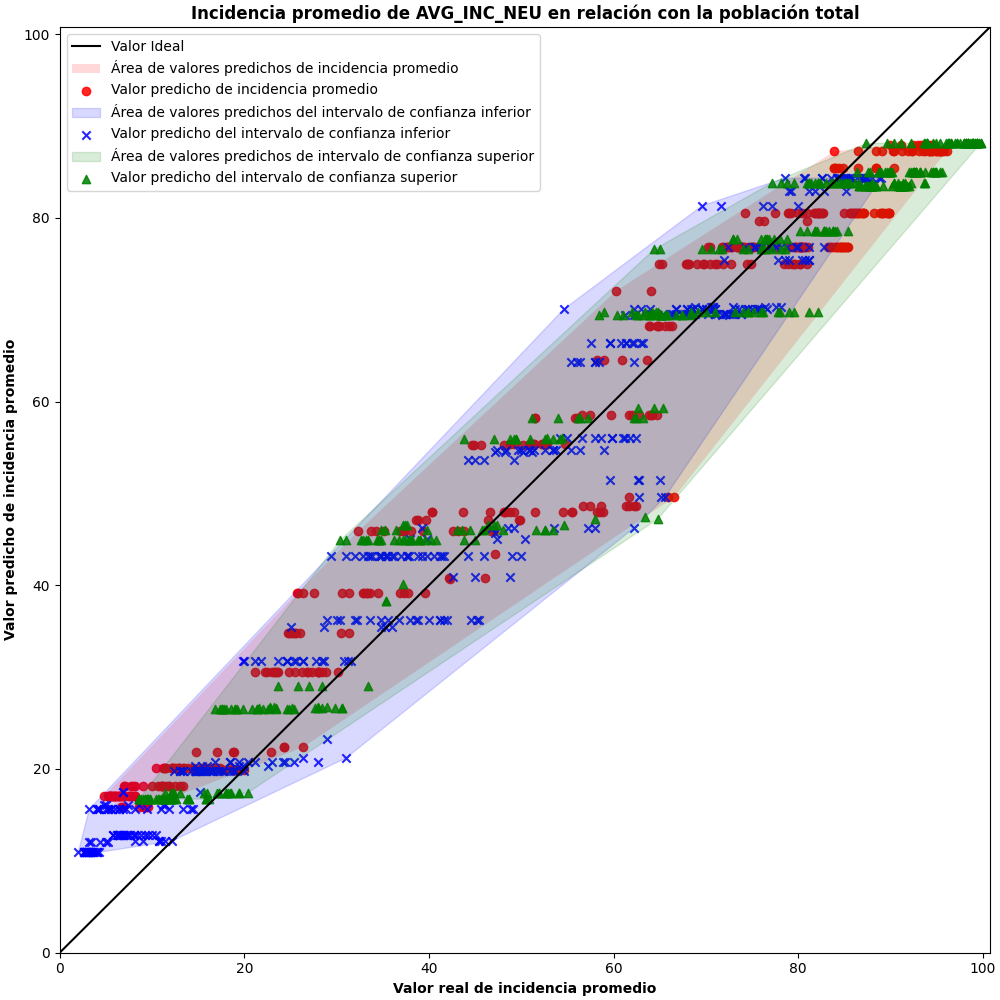 Incidencia promedio de AVG_INC_NEU en relación con la población total
Valor Ideal
Área de valores predichos de incidencia promedio
Valor predicho de incidencia promedio
Área de valores predichos del intervalo de confianza inferior
Valor predicho del intervalo de confianza inferior
Área de valores predichos de intervalo de confianza superior
Valor predicho del intervalo de confianza superior
Valor predicho de incidencia promedio
100
80
60
40
20
0
0 20 40 60 80 100
Valor real de incidencia promedio